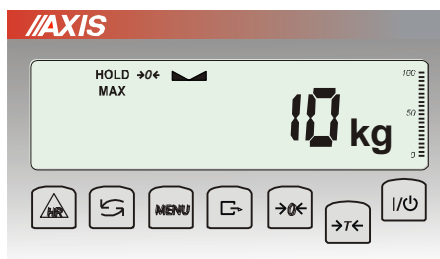 //AXIS
HOLD →0←
MAX
10 kg
100
50
0
HR
MENU
→0←
→T←
I/⏻